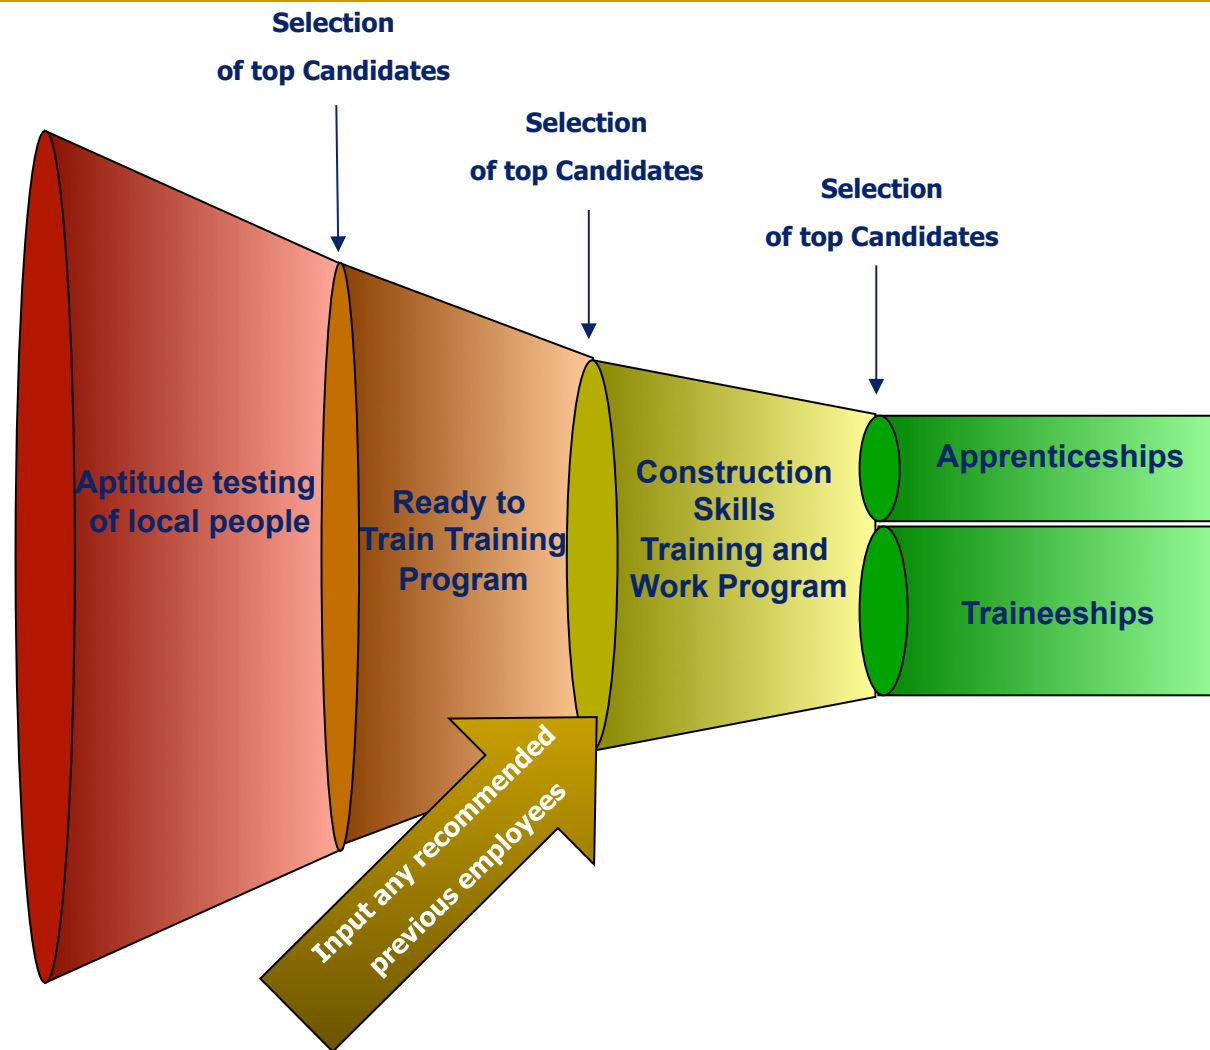 Selection
of top Candidates
Selection
of top Candidates
Selection
of top Candidates
Aptitude testing
of local people
Ready to
Train Training
Program
Construction
Skills
Training and
Work Program
Apprenticeships
Traineeships
Input any recommended
previous employees